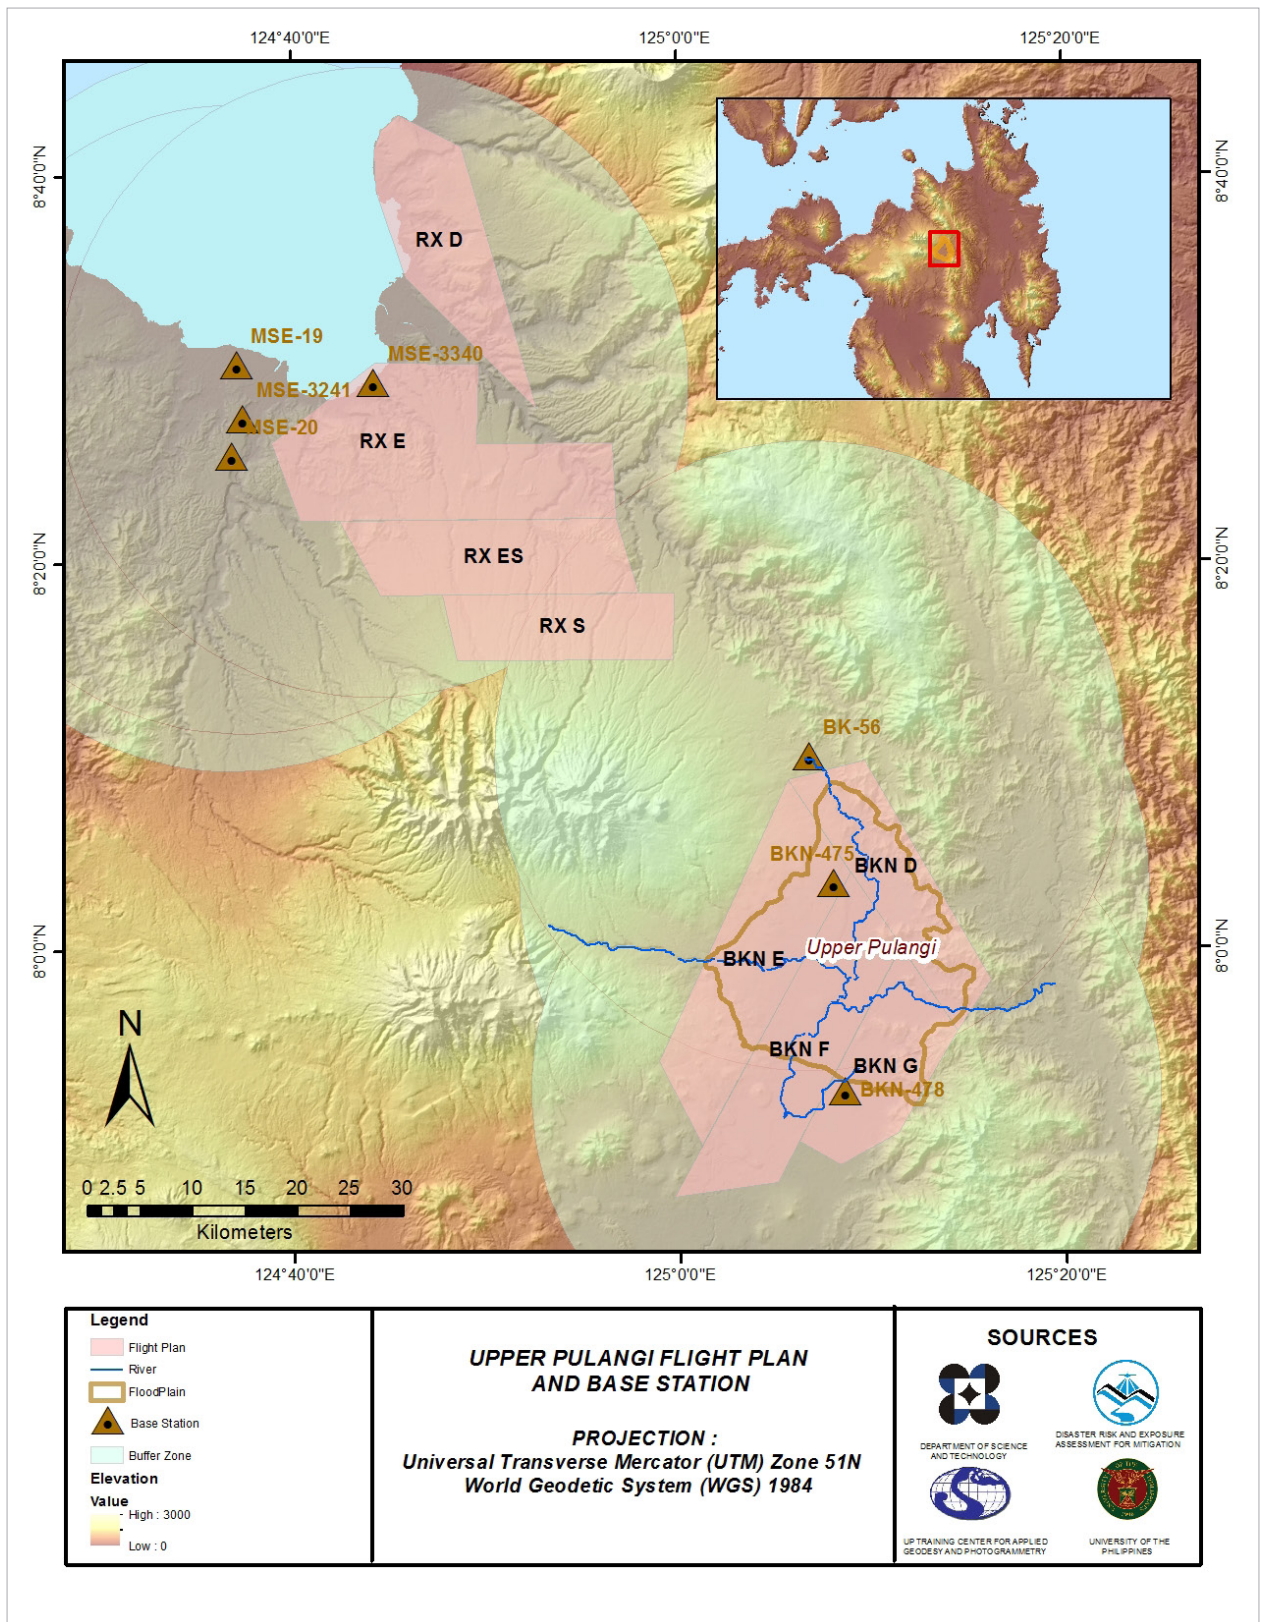 124°40'0"E
125°0'0"E
125°20'0"E
8°40'0"N
8°40'0"N
RX D
MSE-19
MSE-3340
MSE-3241
MSE-20
RX E
8°20'0"N
8°20'0"N
RX ES
RX S
BK-56
BKN-475
BKN D
8°0'0"N
8°0'0"N
Upper Pulangi
BKN E
N
BKN F
BKN G
BKN-478
0 2.5 5 10 15 20 25 30
Kilometers
124°40'0"E
125°0'0"E
125°20'0"E
Legend
Flight Plan
River
FloodPlain
Base Station
Buffer Zone
Elevation
Value
High : 3000
Low : 0
UPPER PULANGI FLIGHT PLAN
AND BASE STATION
PROJECTION :
Universal Transverse Mercator (UTM) Zone 51N
World Geodetic System (WGS) 1984
SOURCES
DEPARTMENT OF SCIENCE
AND TECHNOLOGY
DISASTER RISK AND EXPOSURE
ASSESSMENT FOR MITIGATION
UP TRAINING CENTER FOR APPLIED
GEODESY AND PHOTOGRAMMETRY
UNIVERSITY OF THE
PHILIPPINES